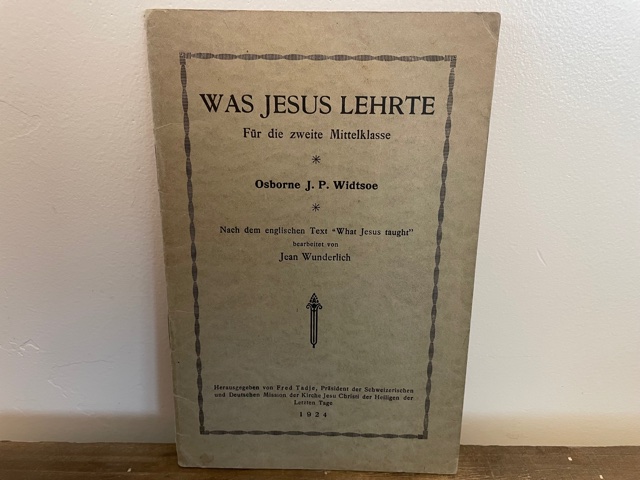 WAS JESUS LEHRTE
Für die zweite Mittelklasse
Osborne J. P. Widtsoe
Nach dem englischen Text "What Jesus taught"
bearbeitet von
Jean Wunderlich
Herausgegeben von Fred Tadje, Präsident der Schweizerischen
und Deutschen Mission der Kirche Jesu Christi der Heiligen der
Letzten Tage
1924